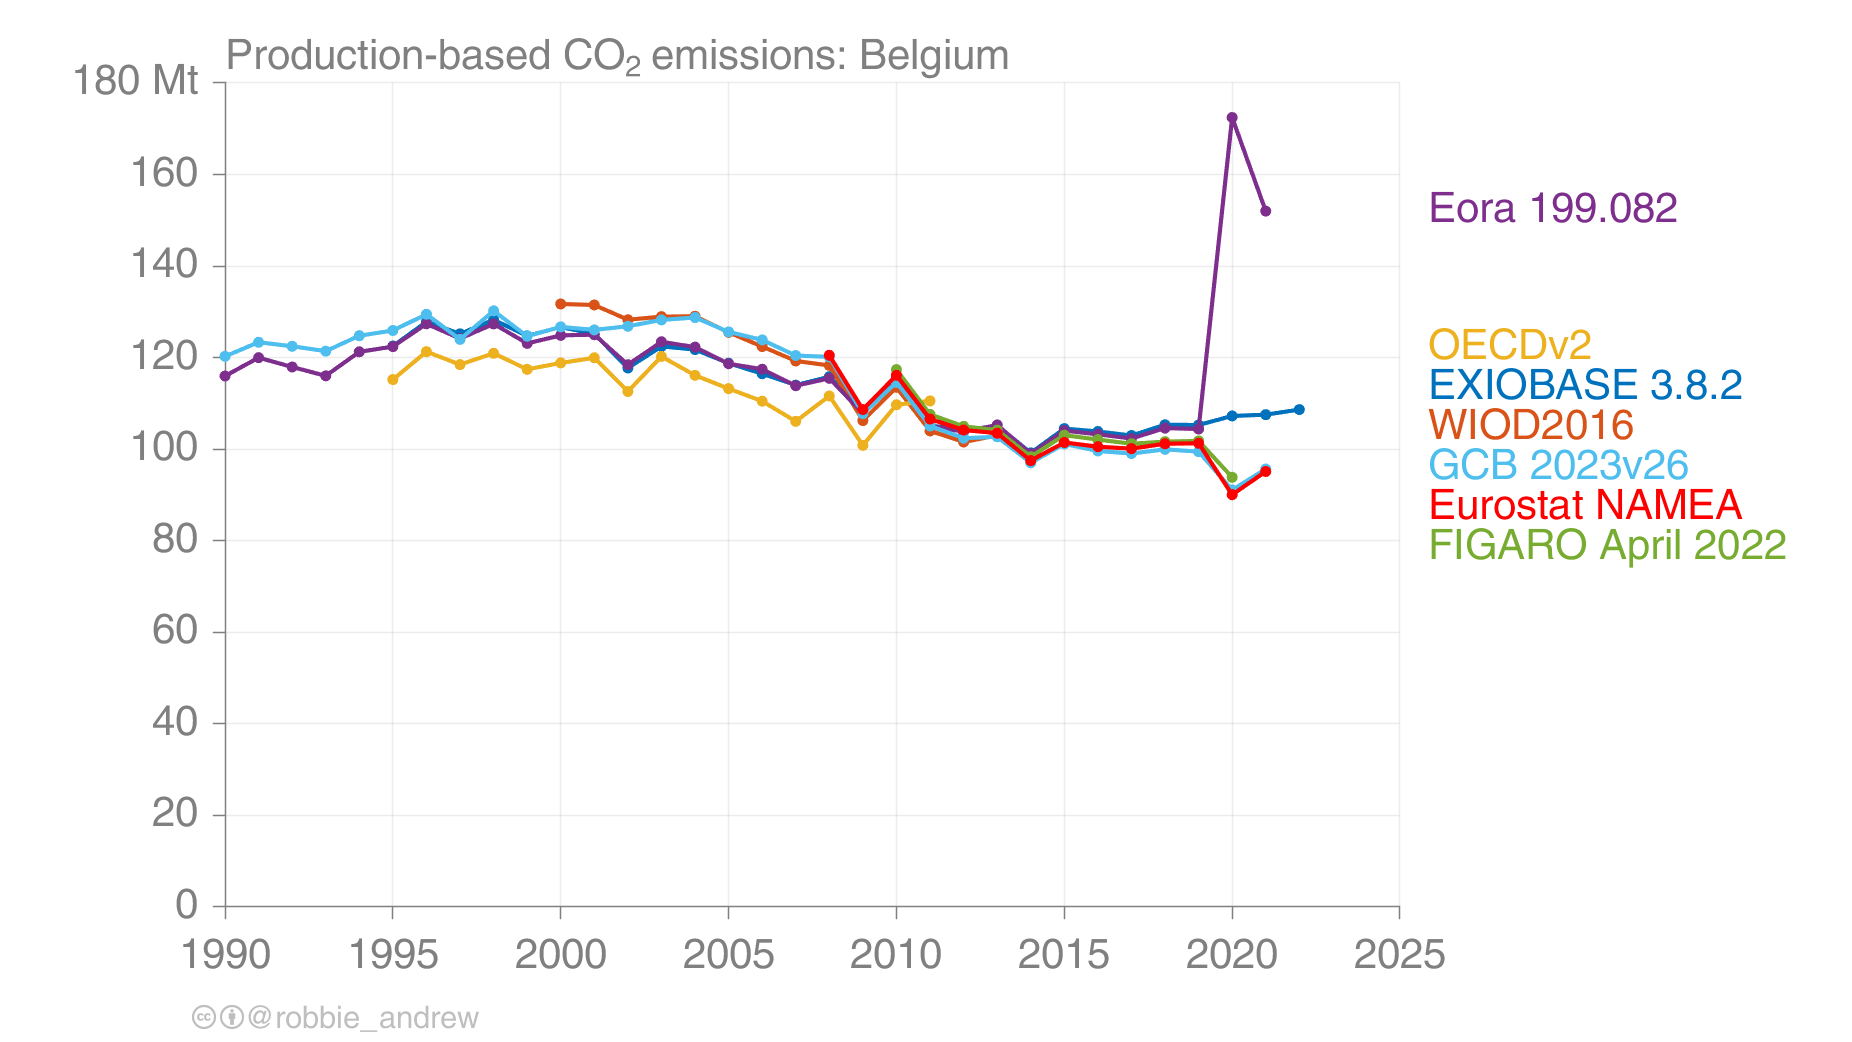 Production-based CO₂ emissions: Belgium
180 Mt
160
140
120
100
80
60
40
20
0
1990 1995 2000 2005 2010 2015 2020 2025
Eora 199.082
OECDv2
EXIOBASE 3.8.2
WIOD2016
GCB 2023v26
Eurostat NAMEA
FIGARO April 2022
@robbie_andrew